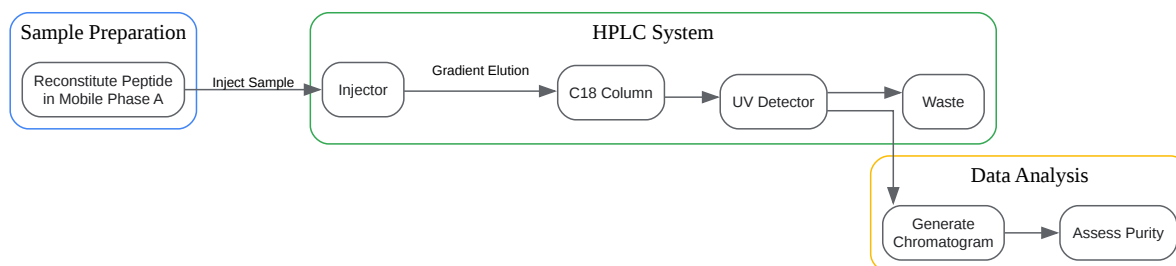 Sample Preparation
Reconstitute Peptide
in Mobile Phase A
Inject Sample
HPLC System
Injector
Gradient Elution
C18 Column
UV Detector
Waste
Data Analysis
Generate
Chromatogram
Assess Purity